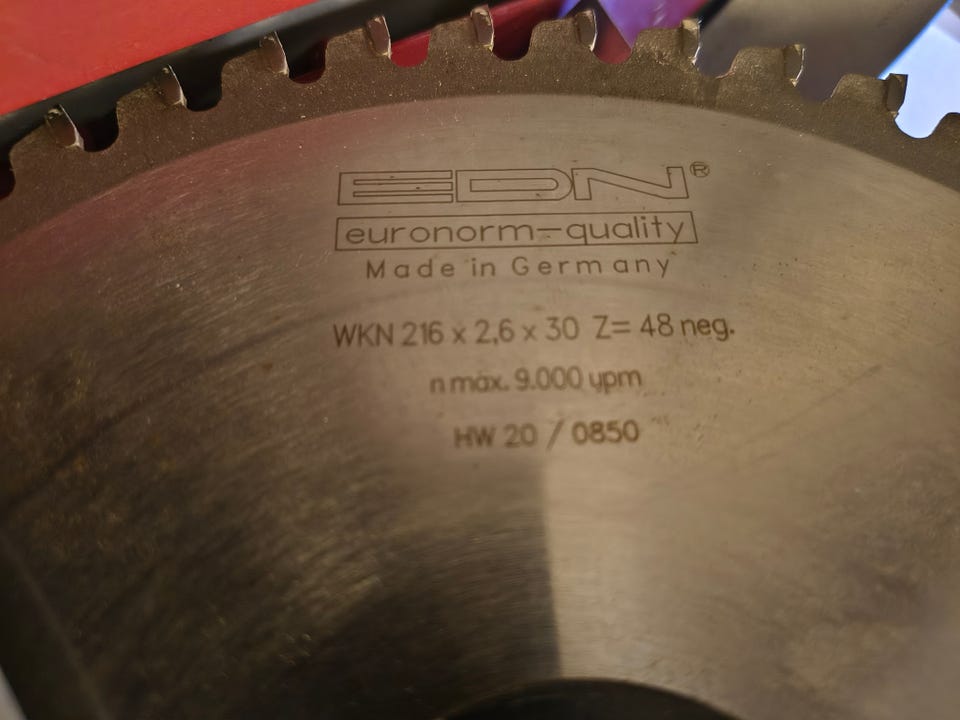 EDN®
euronorm-quality
Made in Germany
WKN 216 x 2,6 x 30 Z= 48 neg.
n max. 9.000 upm
HW 20 / 0850